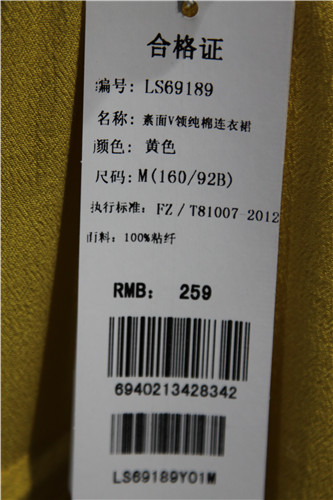 合格证
编号: LS69189
名称: 素面V领纯棉连衣裙
颜色: 黄色
尺码: M(160/92B)
执行标准: FZ/T81007-2012
面料: 100%粘纤
RMB: 259
6940213428342
LS69189Y01M